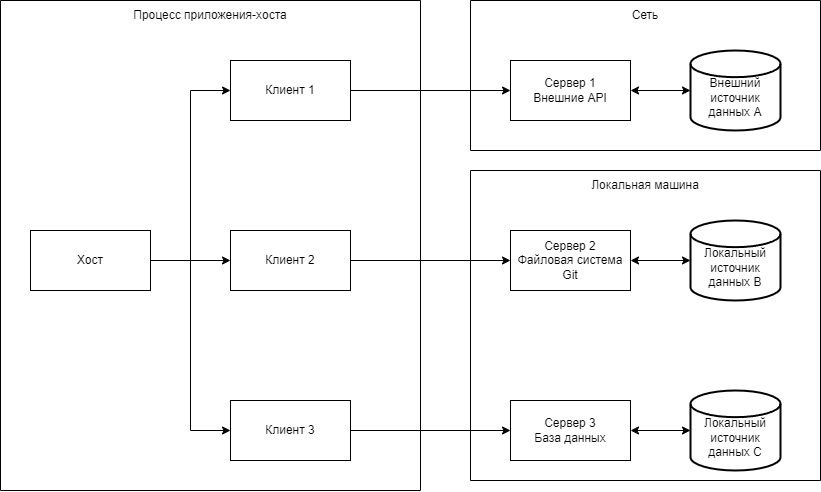 Процесс приложения-хоста
Сеть
Клиент 1
Сервер 1
Внешние API
Внешний
источник
данных A
Локальная машина
Хост
Клиент 2
Сервер 2
Файловая система
Git
Локальный
источник
данных B
Клиент 3
Сервер 3
База данных
Локальный
источник
данных C